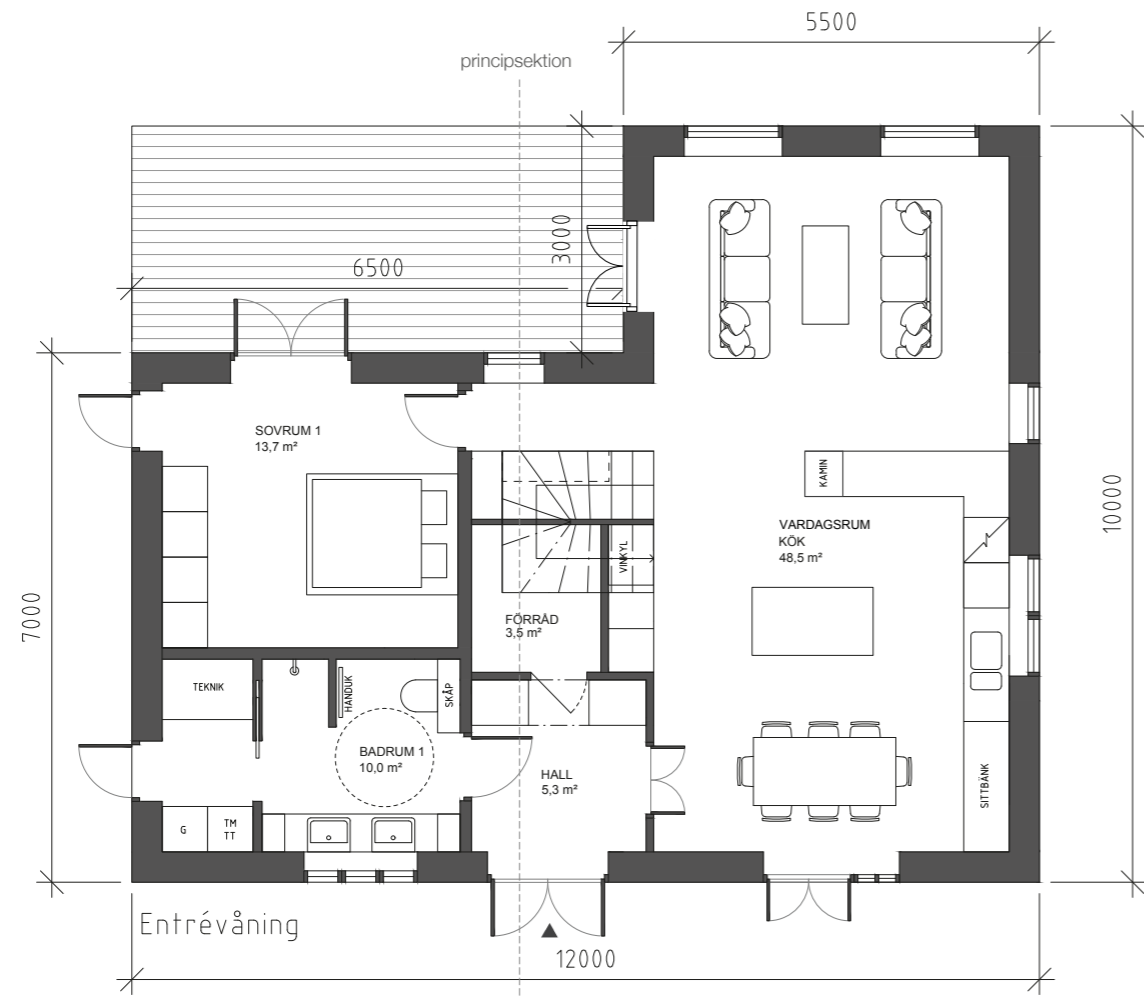 5500
principsektion
3000
6500
SOVRUM 1
13,7 m²
KAMIN
10000
VARDAGSRUM
KÖK
48,5 m²
VINKYL
7000
FÖRRÅD
3,5 m²
TEKNIK
HANDUK
SKÅP
BADRUM 1
10,0 m²
HALL
5,3 m²
SITTBÄNK
G
TM
TT
Entrévåning
12000